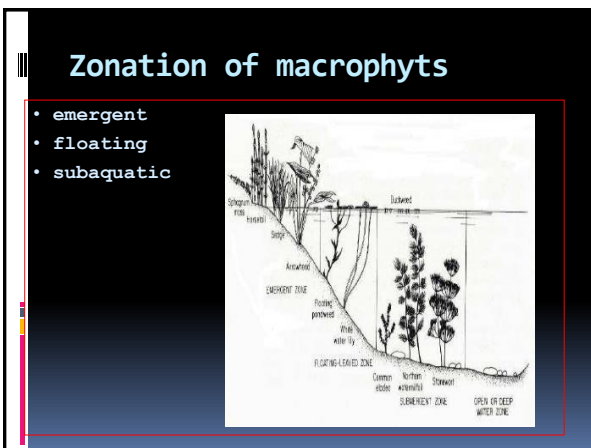 Zonation of macrophyts
• emergent
• floating
• subaquatic
Duckweed
Sphagnum
moss
Horsetail
Sedge
Arrowhead
EMERGENT ZONE
Floating
pondweed
White
water lily
FLOATING-LEAVED ZONE
Common
elodea
Northern
watermilfoil
Stonewort
SUBMERGENT ZONE
OPEN OR DEEP
WATER ZONE